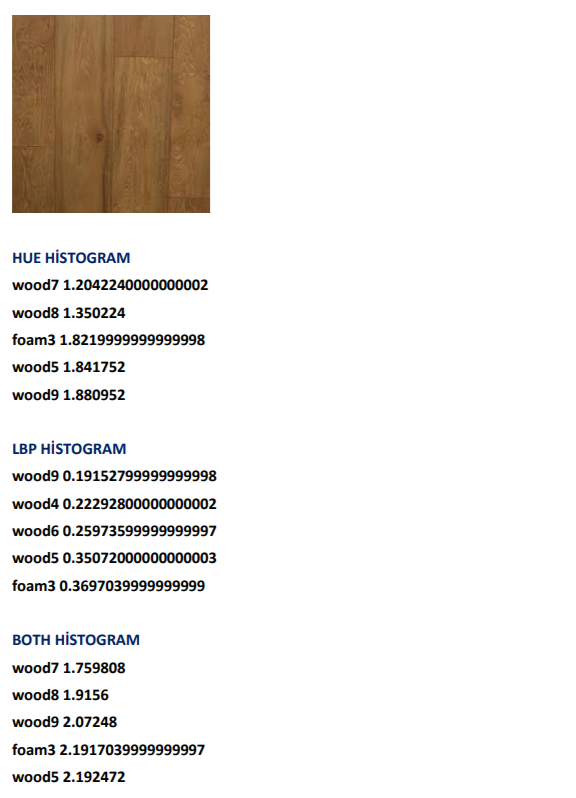 HUE HİSTOGRAM
wood7 1.2042240000000002
wood8 1.350224
foam3 1.8219999999999998
wood5 1.841752
wood9 1.880952
LBP HİSTOGRAM
wood9 0.19152799999999998
wood4 0.22292800000000002
wood6 0.25973599999999997
wood5 0.35072000000000003
foam3 0.3697039999999999
BOTH HİSTOGRAM
wood7 1.759808
wood8 1.9156
wood9 2.07248
foam3 2.1917039999999997
wood5 2.192472